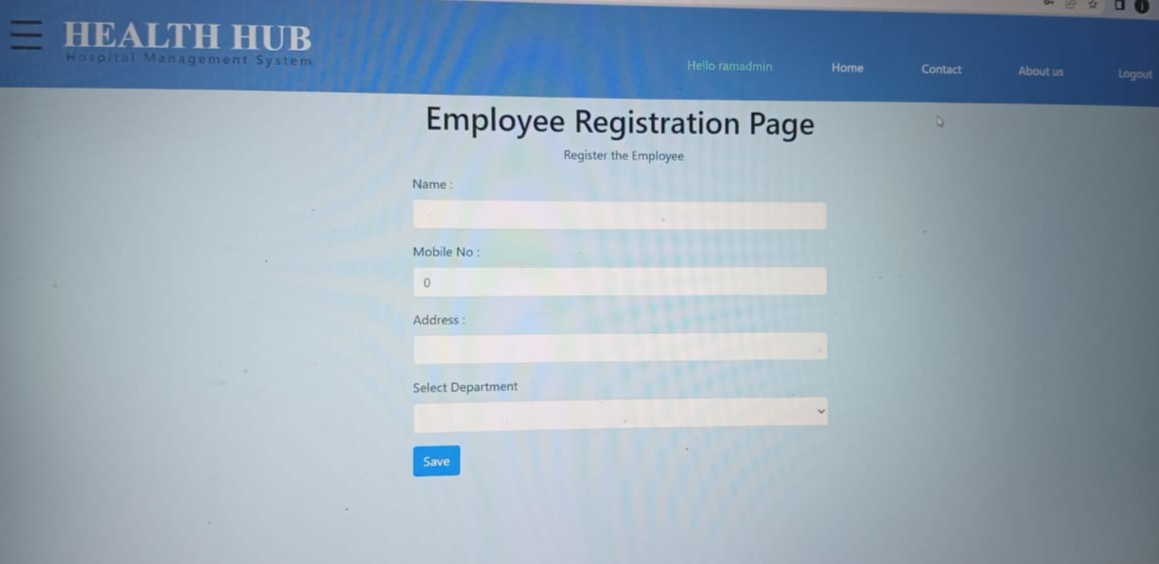 HEALTH HUB
Hospital Management System
Hello ramadmin
Home
Contact
About us
Logout
Employee Registration Page
Register the Employee
Name :
Mobile No :
0
Address :
Select Department
Save